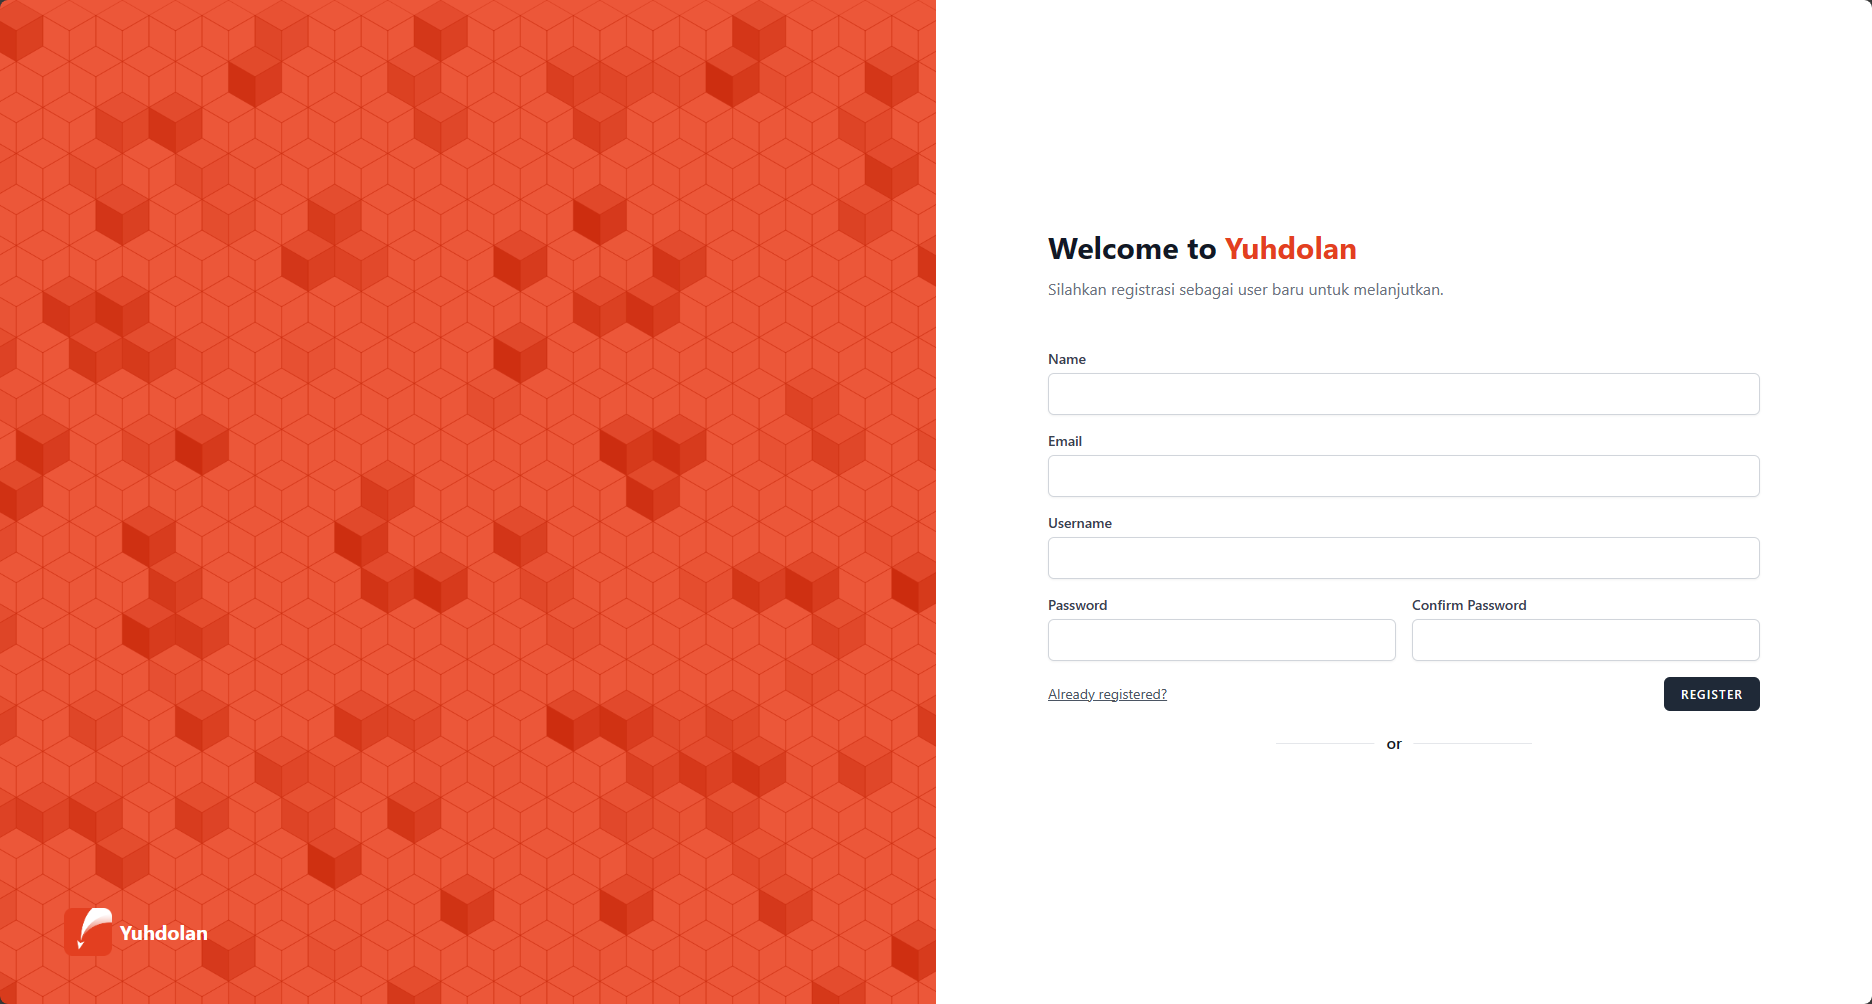 Yuhdolan
Welcome to Yuhdolan
Silahkan registrasi sebagai user baru untuk melanjutkan.
Name
Email
Username
Password
Confirm Password
Already registered?
REGISTER
or